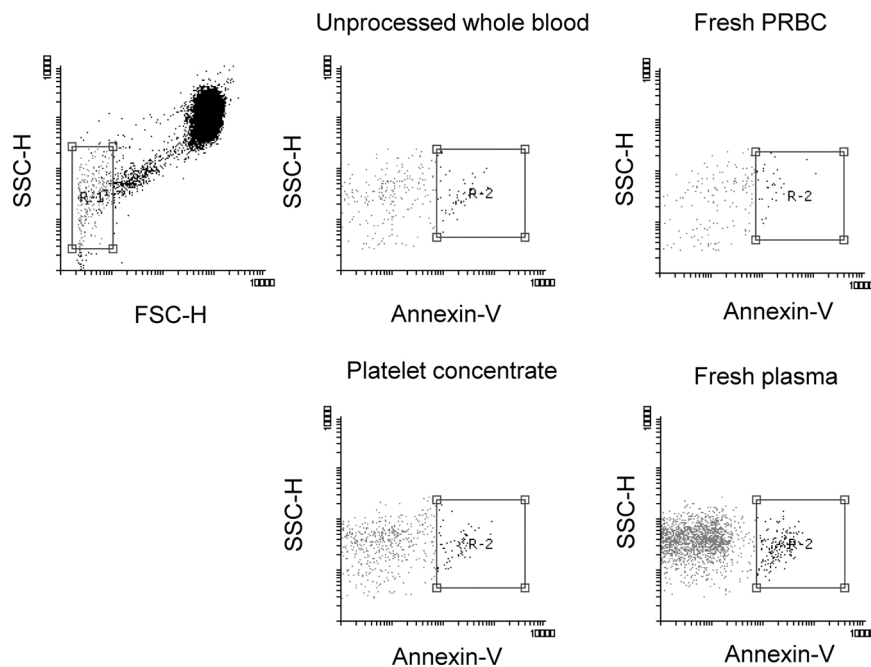 Unprocessed whole blood
Fresh PRBC
SSC-H
R-1
FSC-H
SSC-H
R-2
Annexin-V
SSC-H
R-2
Annexin-V
Platelet concentrate
Fresh plasma
SSC-H
R-2
Annexin-V
SSC-H
R-2
Annexin-V